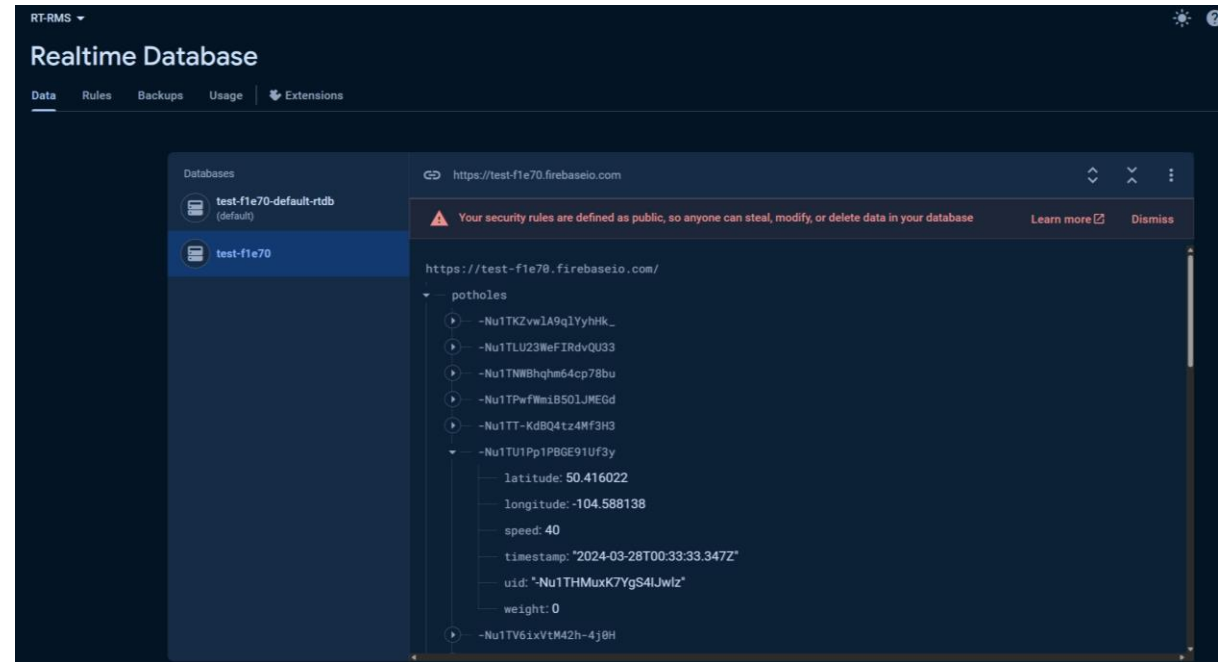 RT-RMS
Realtime Database
Data Rules Backups Usage Extensions
Databases
test-f1e70-default-rtdb
(default)
test-f1e70
https://test-f1e70.firebaseio.com
Your security rules are defined as public, so anyone can steal, modify, or delete data in your database Learn more Dismiss
https://test-f1e70.firebaseio.com/
potholes
-Nu1TKZvwlA9qlYyhHk_
-Nu1TLU23WeFIRdvQU33
-Nu1TNWBhqhm64cp78bu
-Nu1TPwfWmiB5OlJMEGd
-Nu1TT-KdBQ4tz4Mf3H3
-Nu1TU1Pp1PBGE91Uf3y
latitude: 50.416022
longitude: -104.588138
speed: 40
timestamp: "2024-03-28T00:33:33.347Z"
uid: "-Nu1THMuxK7YgS4IJwlz"
weight: 0
-Nu1TV6ixVtM42h-4j0H